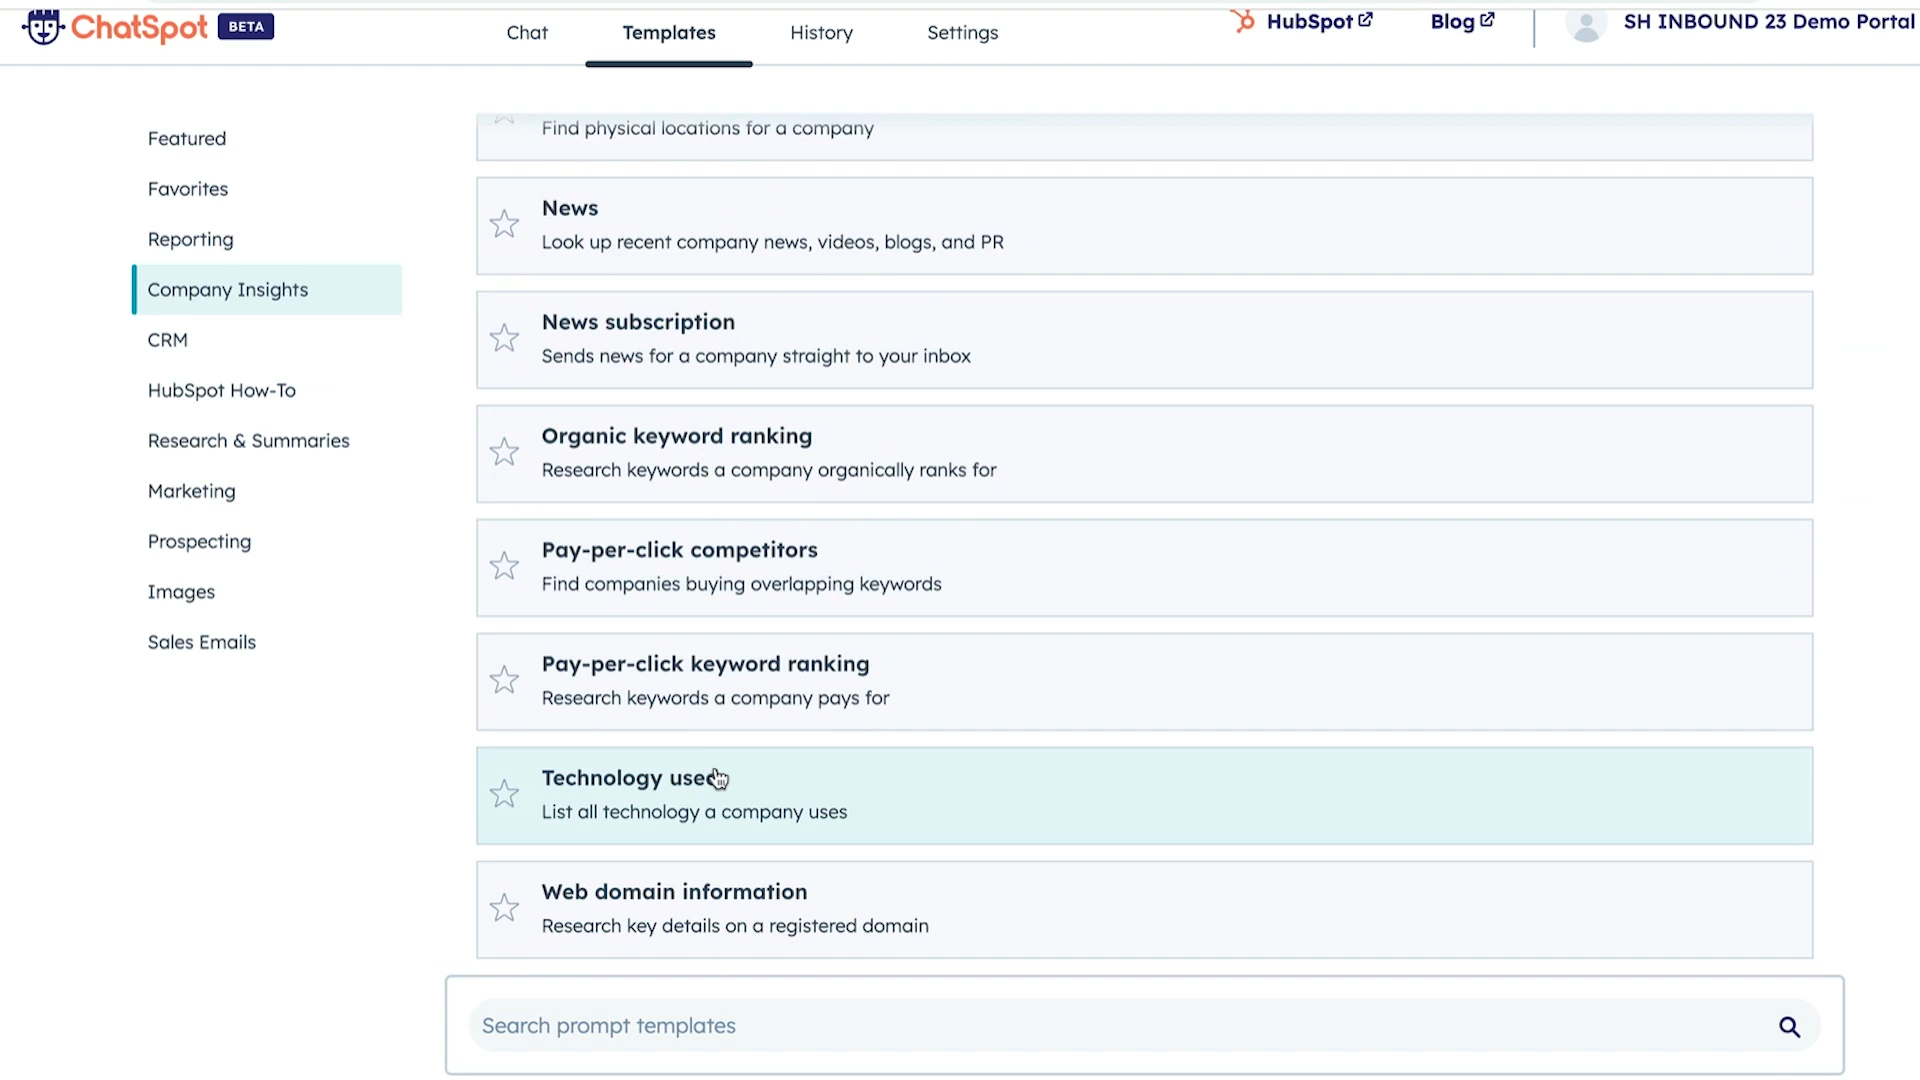 ChatSpot BETA
Chat
Templates
History
Settings
HubSpot
Blog
SH INBOUND 23 Demo Portal
Featured
Favorites
Reporting
Company Insights
CRM
HubSpot How-To
Research & Summaries
Marketing
Prospecting
Images
Sales Emails
Find physical locations for a company
News
Look up recent company news, videos, blogs, and PR
News subscription
Sends news for a company straight to your inbox
Organic keyword ranking
Research keywords a company organically ranks for
Pay-per-click competitors
Find companies buying overlapping keywords
Pay-per-click keyword ranking
Research keywords a company pays for
Technology used
List all technology a company uses
Web domain information
Research key details on a registered domain
Search prompt templates